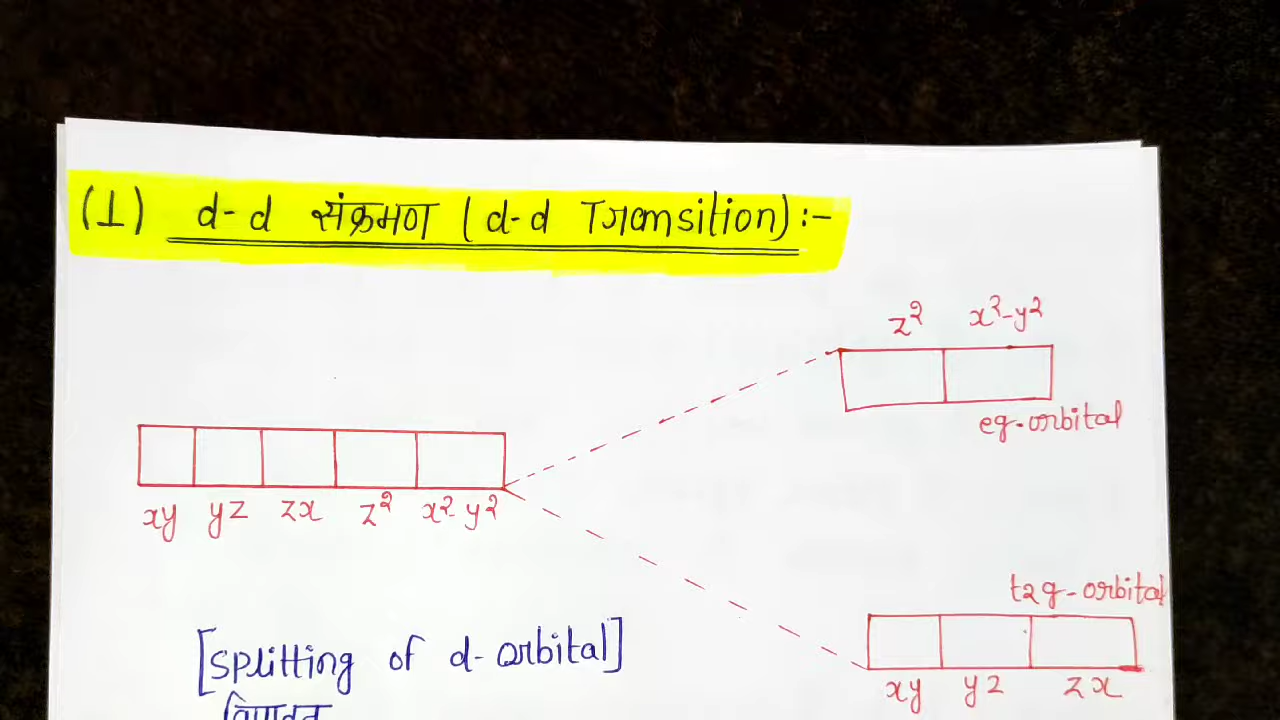 (1) d-d संक्रमण (d-d Transition):-
z² x²-y²
eg-orbital
xy yz zx z² x²-y²
t2g-orbital
xy yz zx
[Splitting of d-orbital]